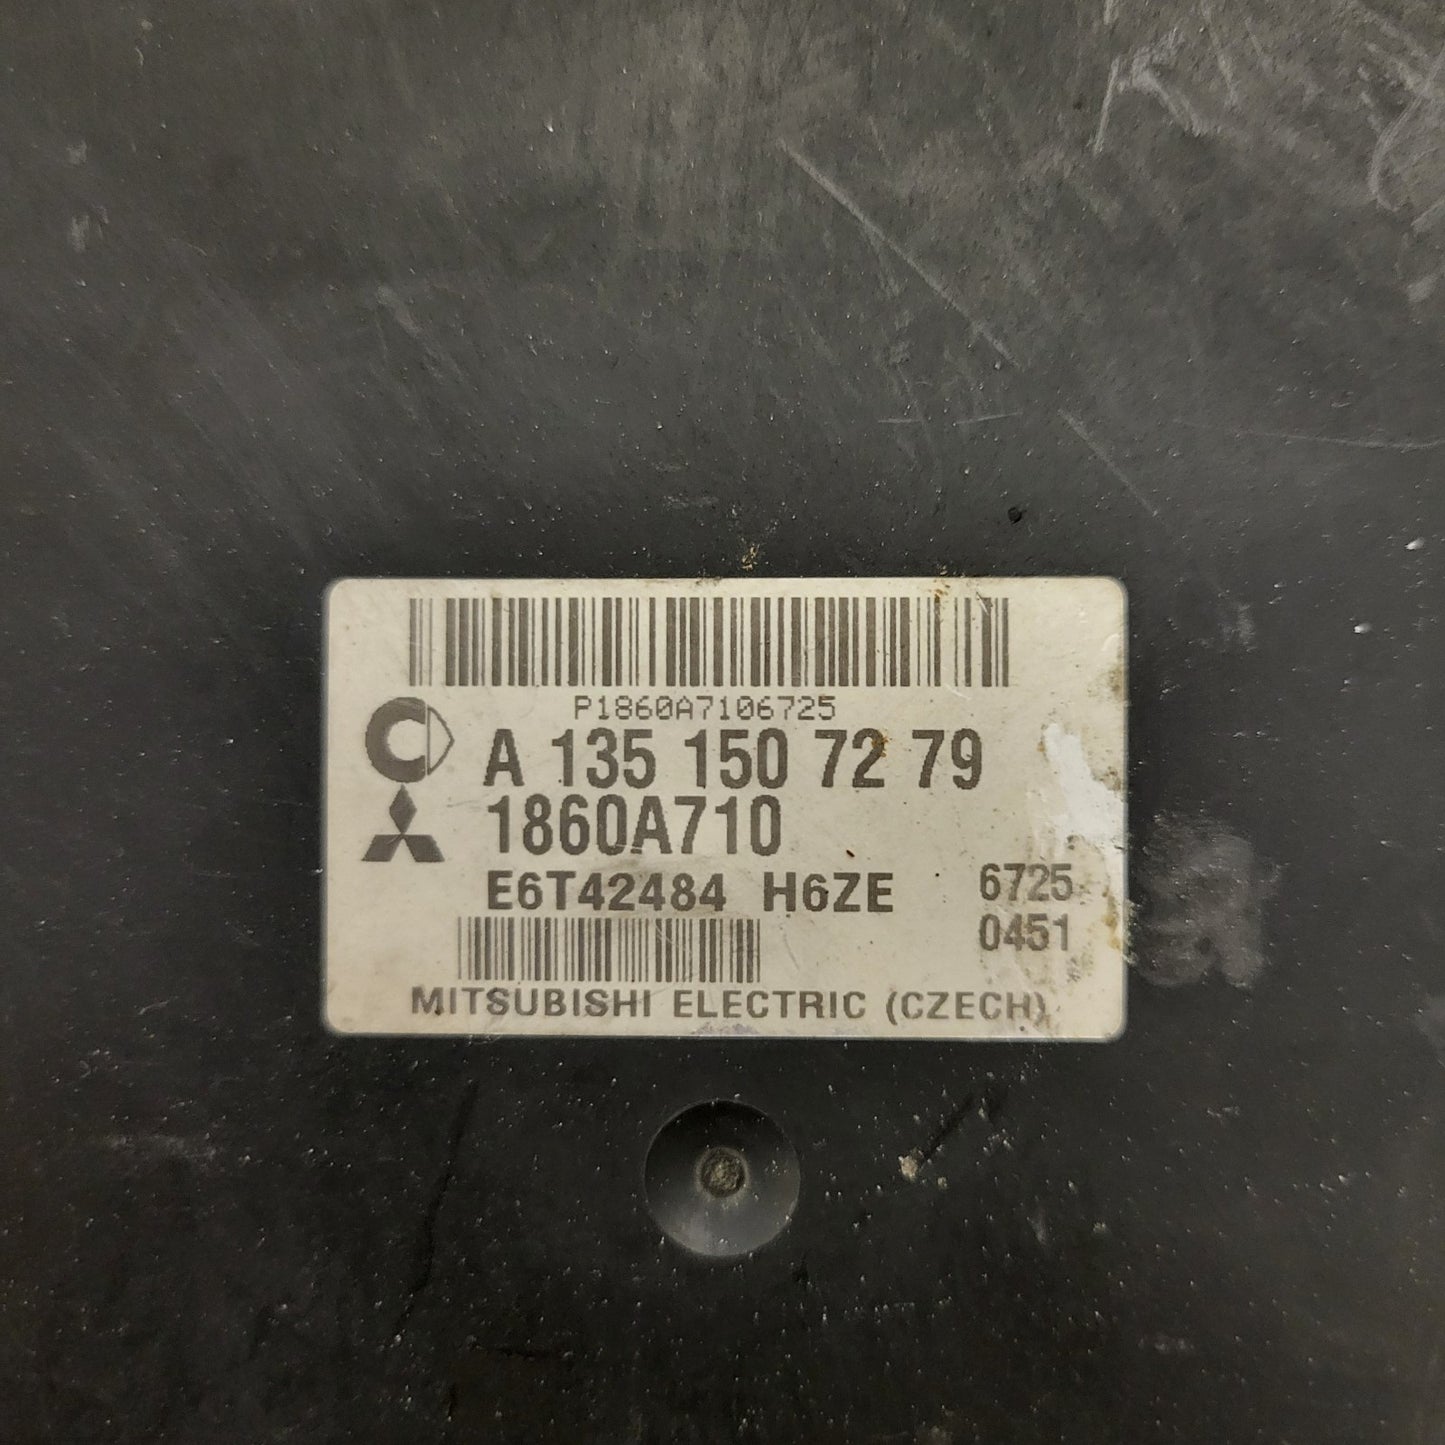 P1860A7106725
A 135 150 72 79
1860A710
E6T42484 H6ZE 6725
0451
MITSUBISHI ELECTRIC (CZECH)